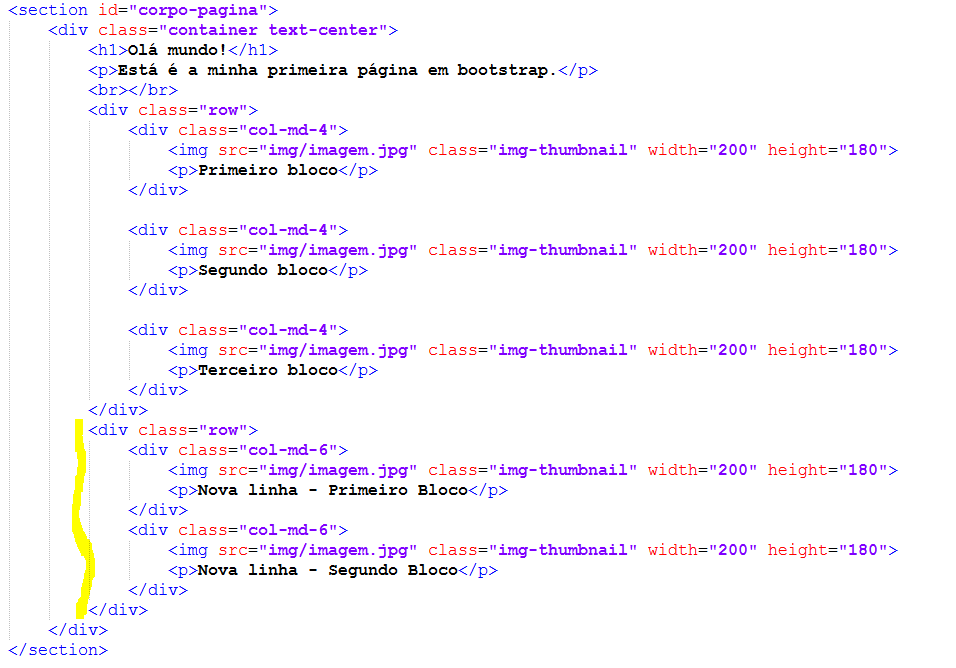 <section id="corpo-pagina">
<div class="container text-center">
<h1>Olá mundo!</h1>
<p>Está é a minha primeira página em bootstrap.</p>
<br></br>
<div class="row">
<div class="col-md-4">
<img src="img/imagem.jpg" class="img-thumbnail" width="200" height="180">
<p>Primeiro bloco</p>
</div>
<div class="col-md-4">
<img src="img/imagem.jpg" class="img-thumbnail" width="200" height="180">
<p>Segundo bloco</p>
</div>
<div class="col-md-4">
<img src="img/imagem.jpg" class="img-thumbnail" width="200" height="180">
<p>Terceiro bloco</p>
</div>
</div>
<div class="row">
<div class="col-md-6">
<img src="img/imagem.jpg" class="img-thumbnail" width="200" height="180">
<p>Nova linha - Primeiro Bloco</p>
</div>
<div class="col-md-6">
<img src="img/imagem.jpg" class="img-thumbnail" width="200" height="180">
<p>Nova linha - Segundo Bloco</p>
</div>
</div>
</div>
</section>